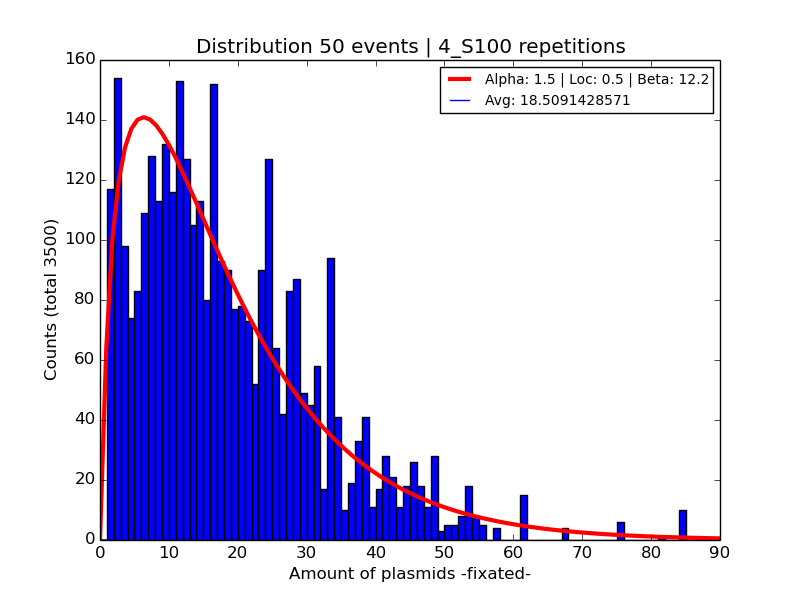 Distribution 50 events | 4_S100 repetitions
Alpha: 1.5 | Loc: 0.5 | Beta: 12.2
Avg: 18.5091428571
160
140
120
100
80
60
40
20
0
Counts (total 3500)
0 10 20 30 40 50 60 70 80 90
Amount of plasmids -fixated-